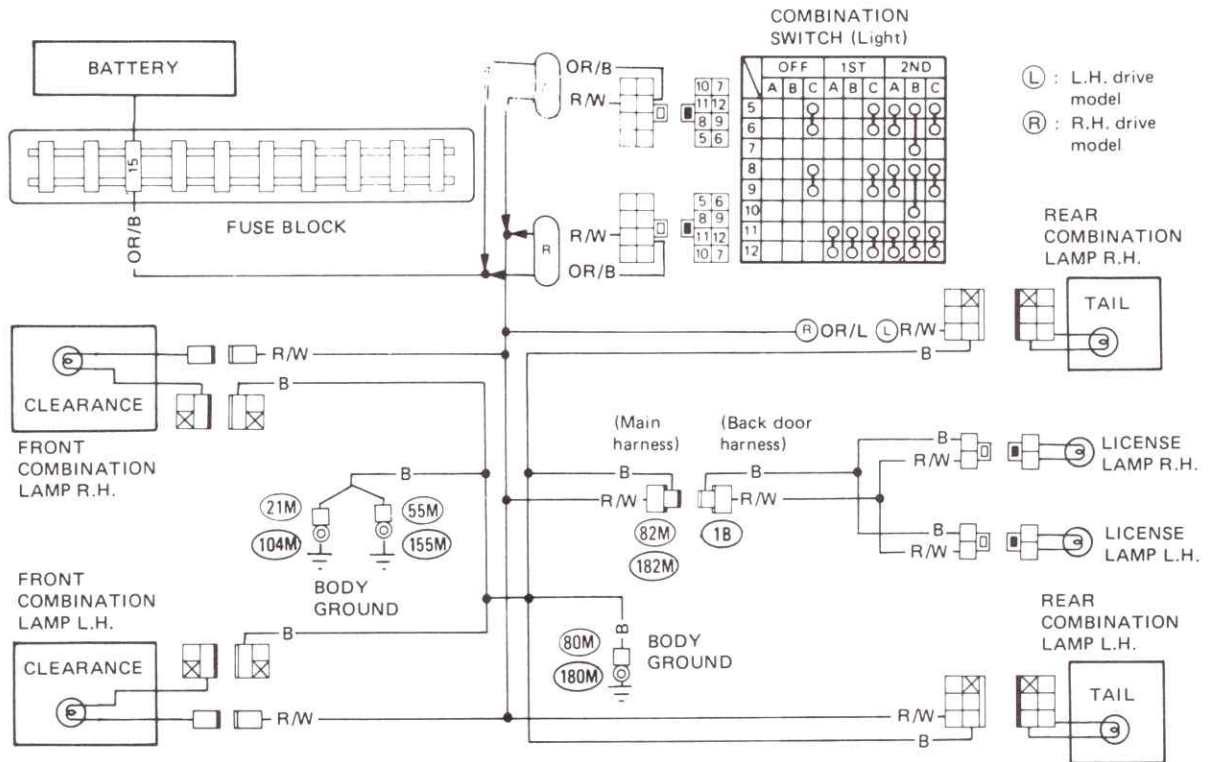 COMBINATION
SWITCH (Light)
BATTERY
15
FUSE BLOCK
OR/B
OR/B
R/W
10 7
11 12
8 9
5 6
R
R/W
OR/B
5 6
8 9
11 12
10 7
OFF 1ST 2ND
A B C A B C A B C
5
6
7
8
9
10
11
12
L : L.H. drive
model
R : R.H. drive
model
REAR
COMBINATION
LAMP R.H.
TAIL
R OR/L L R/W
B
CLEARANCE
R/W
B
FRONT
COMBINATION
LAMP R.H.
(Main
harness)
(Back door
harness)
B
R/W
B
R/W
82M
182M
1B
B
R/W
LICENSE
LAMP R.H.
B
R/W
LICENSE
LAMP L.H.
B
21M
104M
55M
155M
BODY
GROUND
FRONT
COMBINATION
LAMP L.H.
CLEARANCE
B
R/W
B
80M
180M
BODY
GROUND
REAR
COMBINATION
LAMP L.H.
TAIL
R/W
B